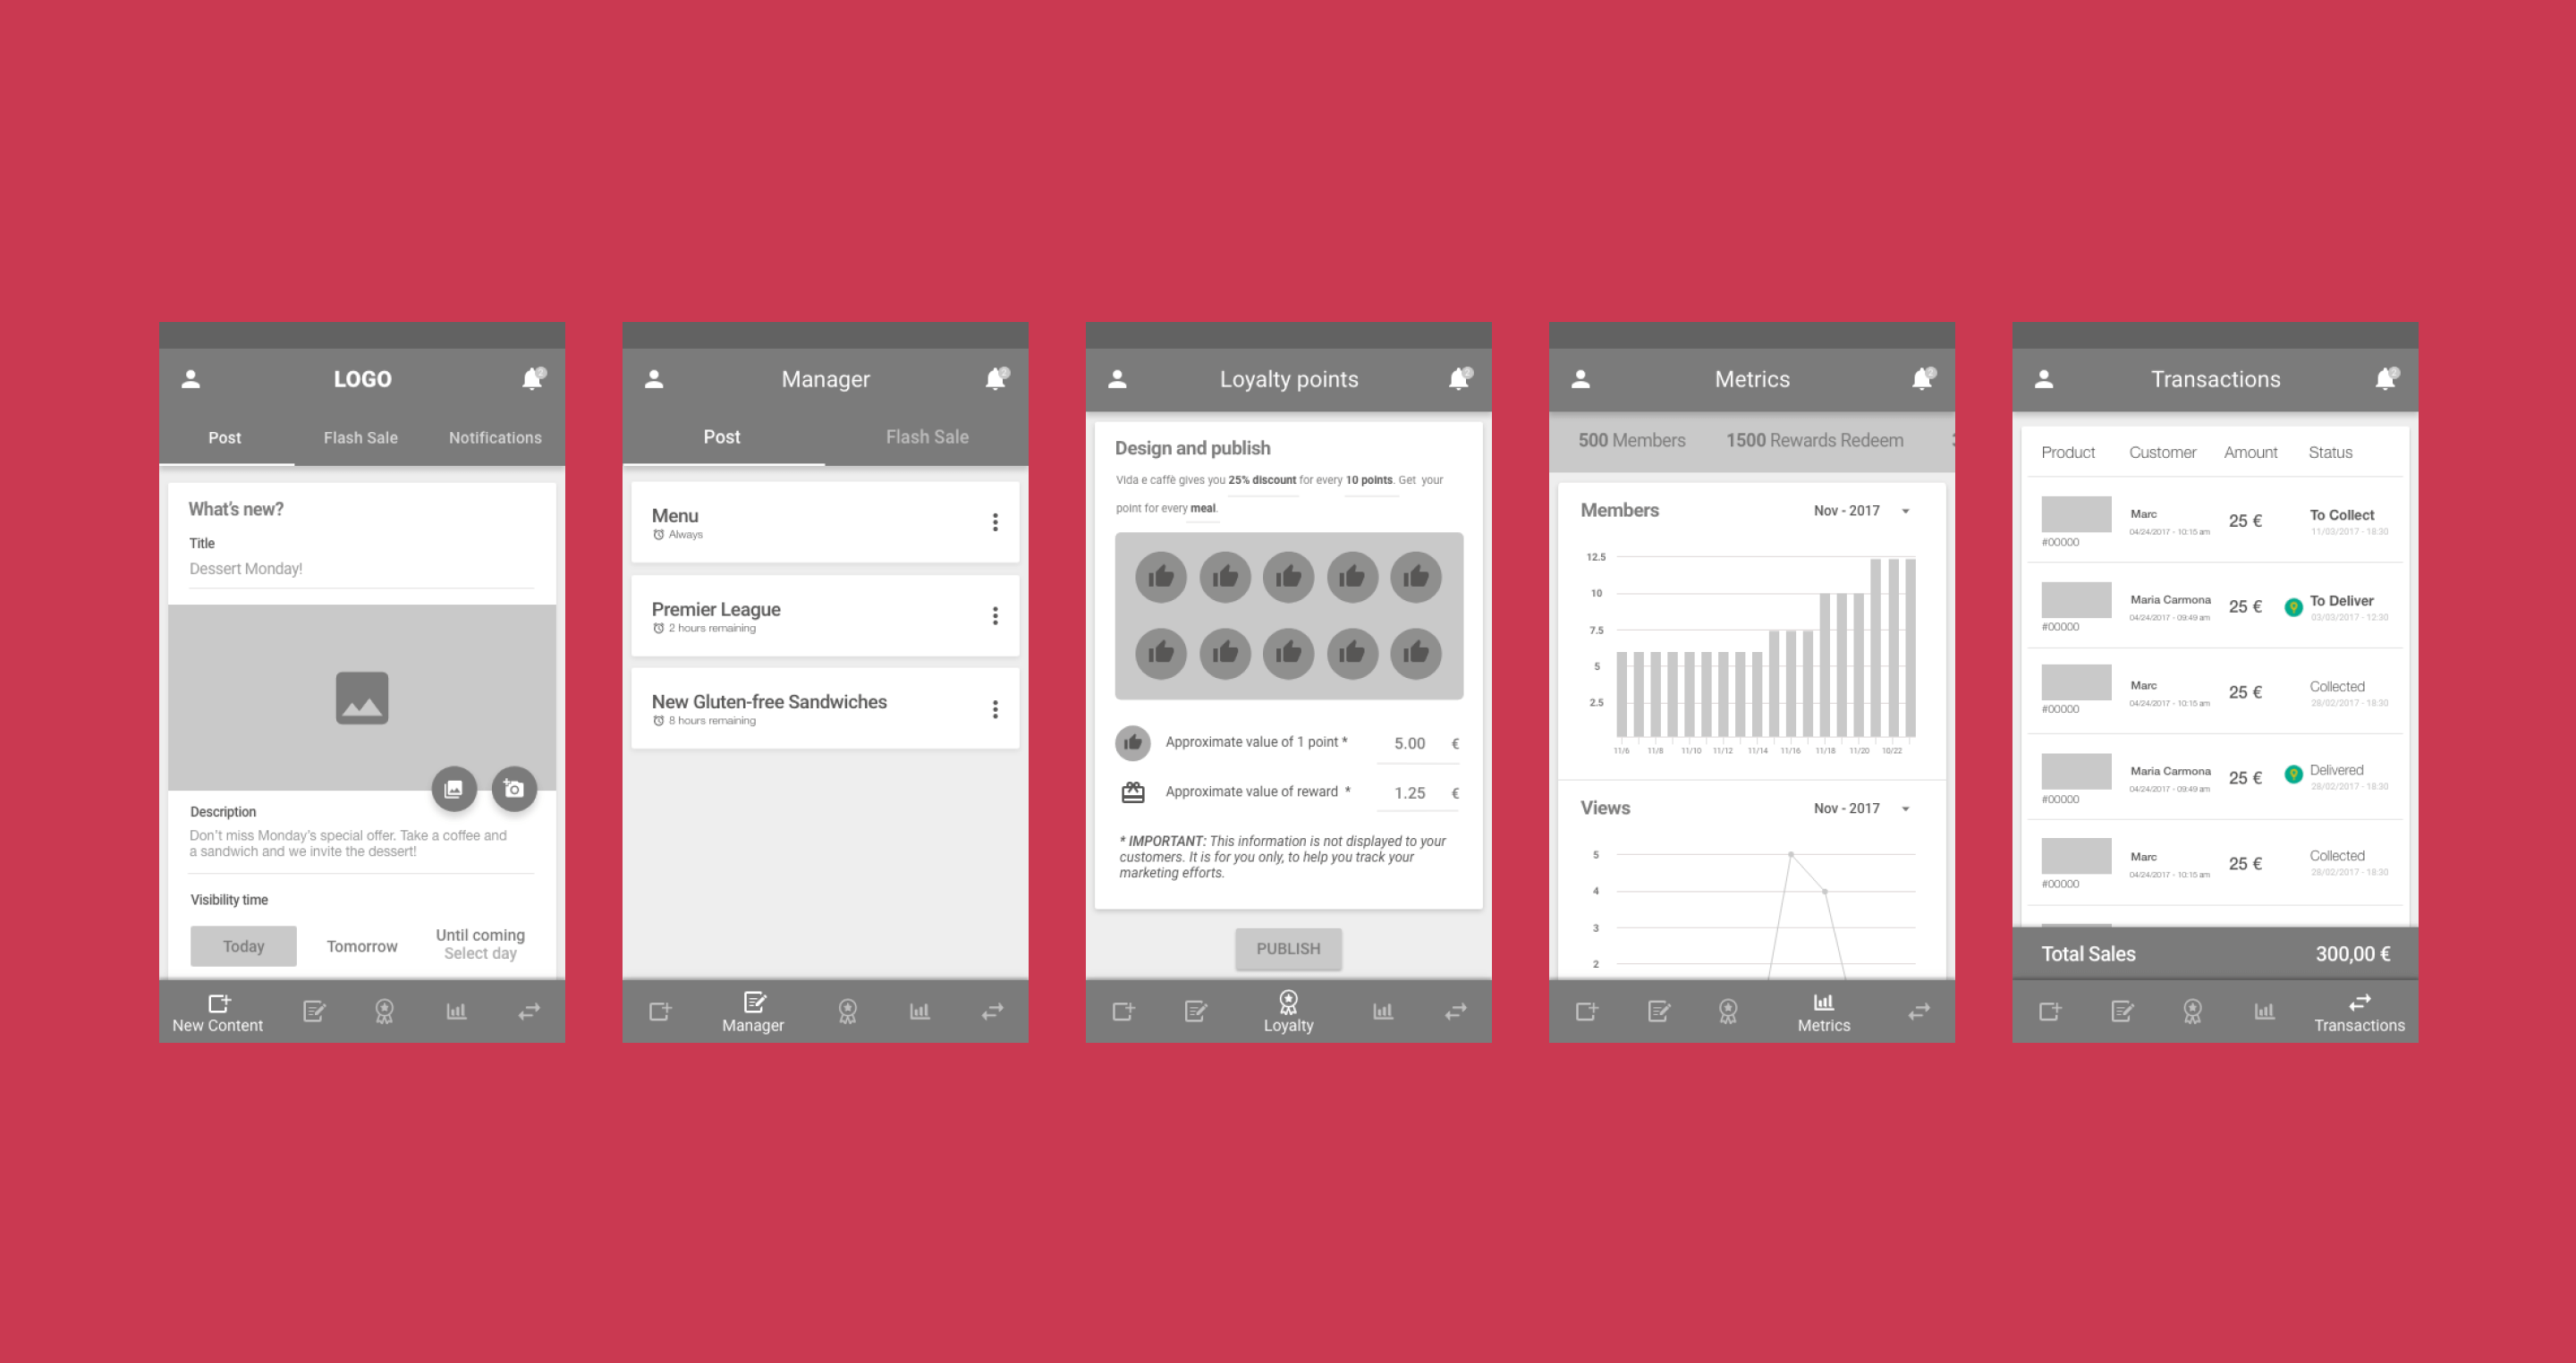 LOGO
Post Flash Sale Notifications
What's new?
Title
Dessert Monday!
Description
Don't miss Monday's special offer. Take a coffee and
a sandwich and we invite the dessert!
Visibility time
Today Tomorrow Until coming
Select day
New Content
Manager
Post Flash Sale
Menu
Always
Premier League
2 hours remaining
New Gluten-free Sandwiches
8 hours remaining
Manager
Loyalty points
Design and publish
Vida e caffè gives you 25% discount for every 10 points. Get your
point for every meal.
Approximate value of 1 point * 5.00 €
Approximate value of reward * 1.25 €
* IMPORTANT: This information is not displayed to your
customers. It is for you only, to help you track your
marketing efforts.
PUBLISH
Loyalty
Metrics
500 Members 1500 Rewards Redeem
Members Nov - 2017
12.5
10
7.5
5
2.5
11/6 11/8 11/10 11/12 11/14 11/16 11/18 11/20 10/22
Views Nov - 2017
5
4
3
2
Metrics
Transactions
Product Customer Amount Status
#00000 Marc 04/24/2017 - 10:15 am 25 € To Collect 11/03/2017 - 18:30
#00000 Maria Carmona 04/24/2017 - 09:49 am 25 € To Deliver 03/03/2017 - 12:30
#00000 Marc 04/24/2017 - 10:15 am 25 € Collected 28/02/2017 - 18:30
#00000 Maria Carmona 04/24/2017 - 09:49 am 25 € Delivered 28/02/2017 - 18:30
#00000 Marc 04/24/2017 - 10:15 am 25 € Collected 28/02/2017 - 18:30
Total Sales 300,00 €
Transactions